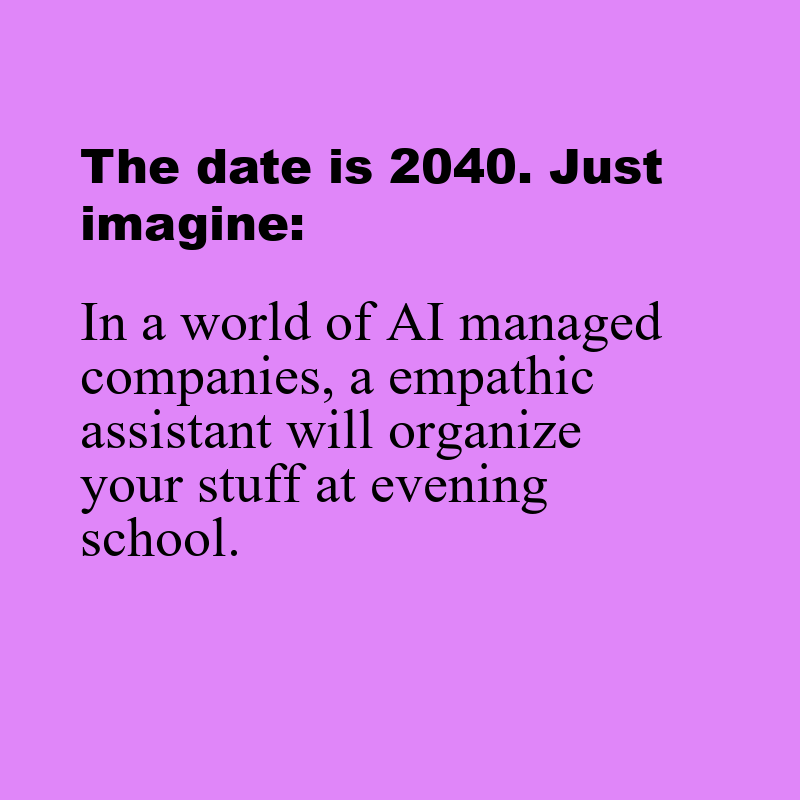 The date is 2040. Just
imagine:
In a world of AI managed
companies, a empathic
assistant will organize
your stuff at evening
school.